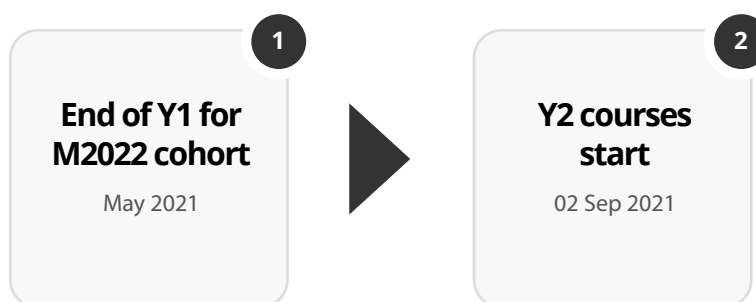 1
End of Y1 for
M2022 cohort
May 2021
2
Y2 courses
start
02 Sep 2021